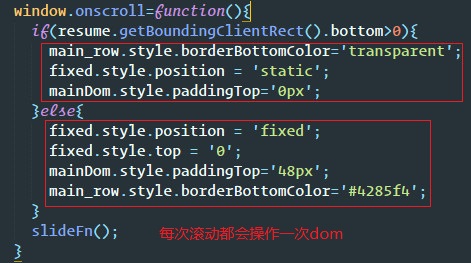 window.onscroll=function(){
if(resume.getBoundingClientRect().bottom>0){
main_row.style.borderBottomColor='transparent';
fixed.style.position = 'static';
mainDom.style.paddingTop='0px';
}else{
fixed.style.position = 'fixed';
fixed.style.top = '0';
mainDom.style.paddingTop='48px';
main_row.style.borderBottomColor='#4285f4';
}
slideFn();
每次滚动都会操作一次dom
}